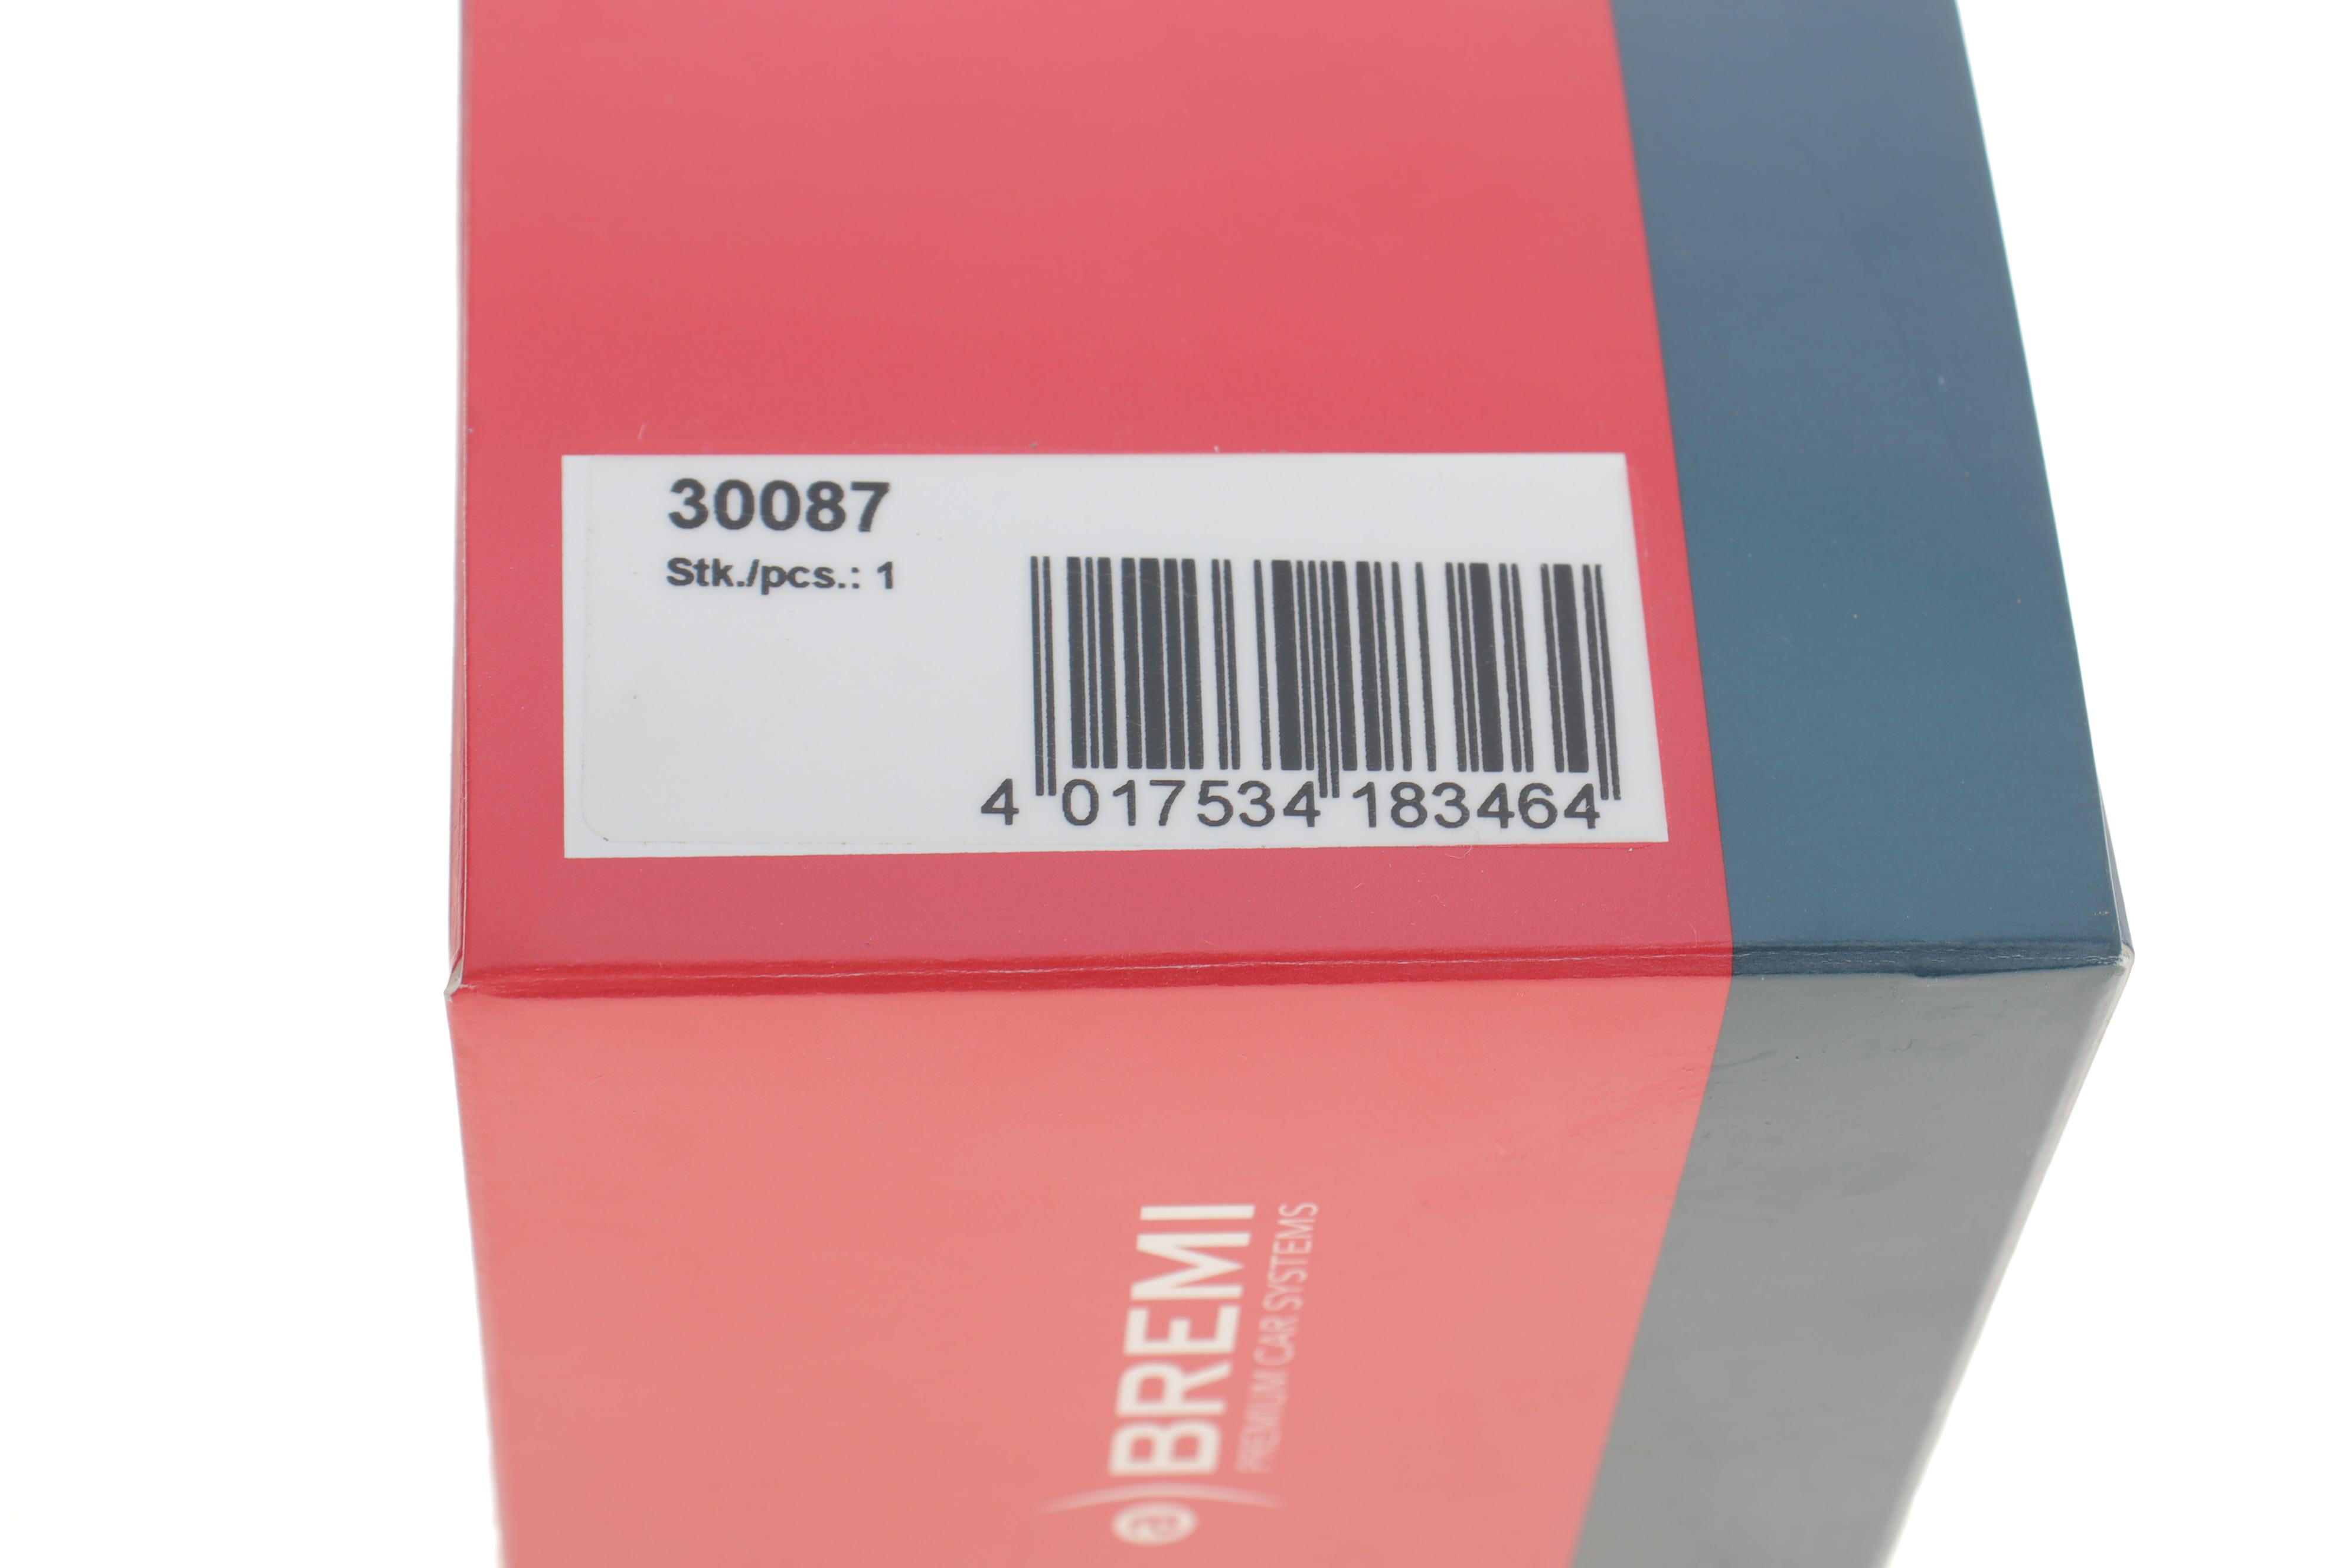 30087
Stk./pcs.: 1
4 017534 183464
BREMI
PREMIUM CAR SYSTEMS